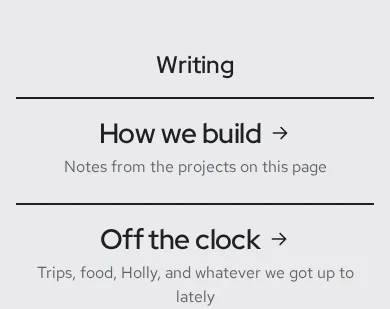 Writing
How we build →
Notes from the projects on this page
Off the clock →
Trips, food, Holly, and whatever we got up to
lately